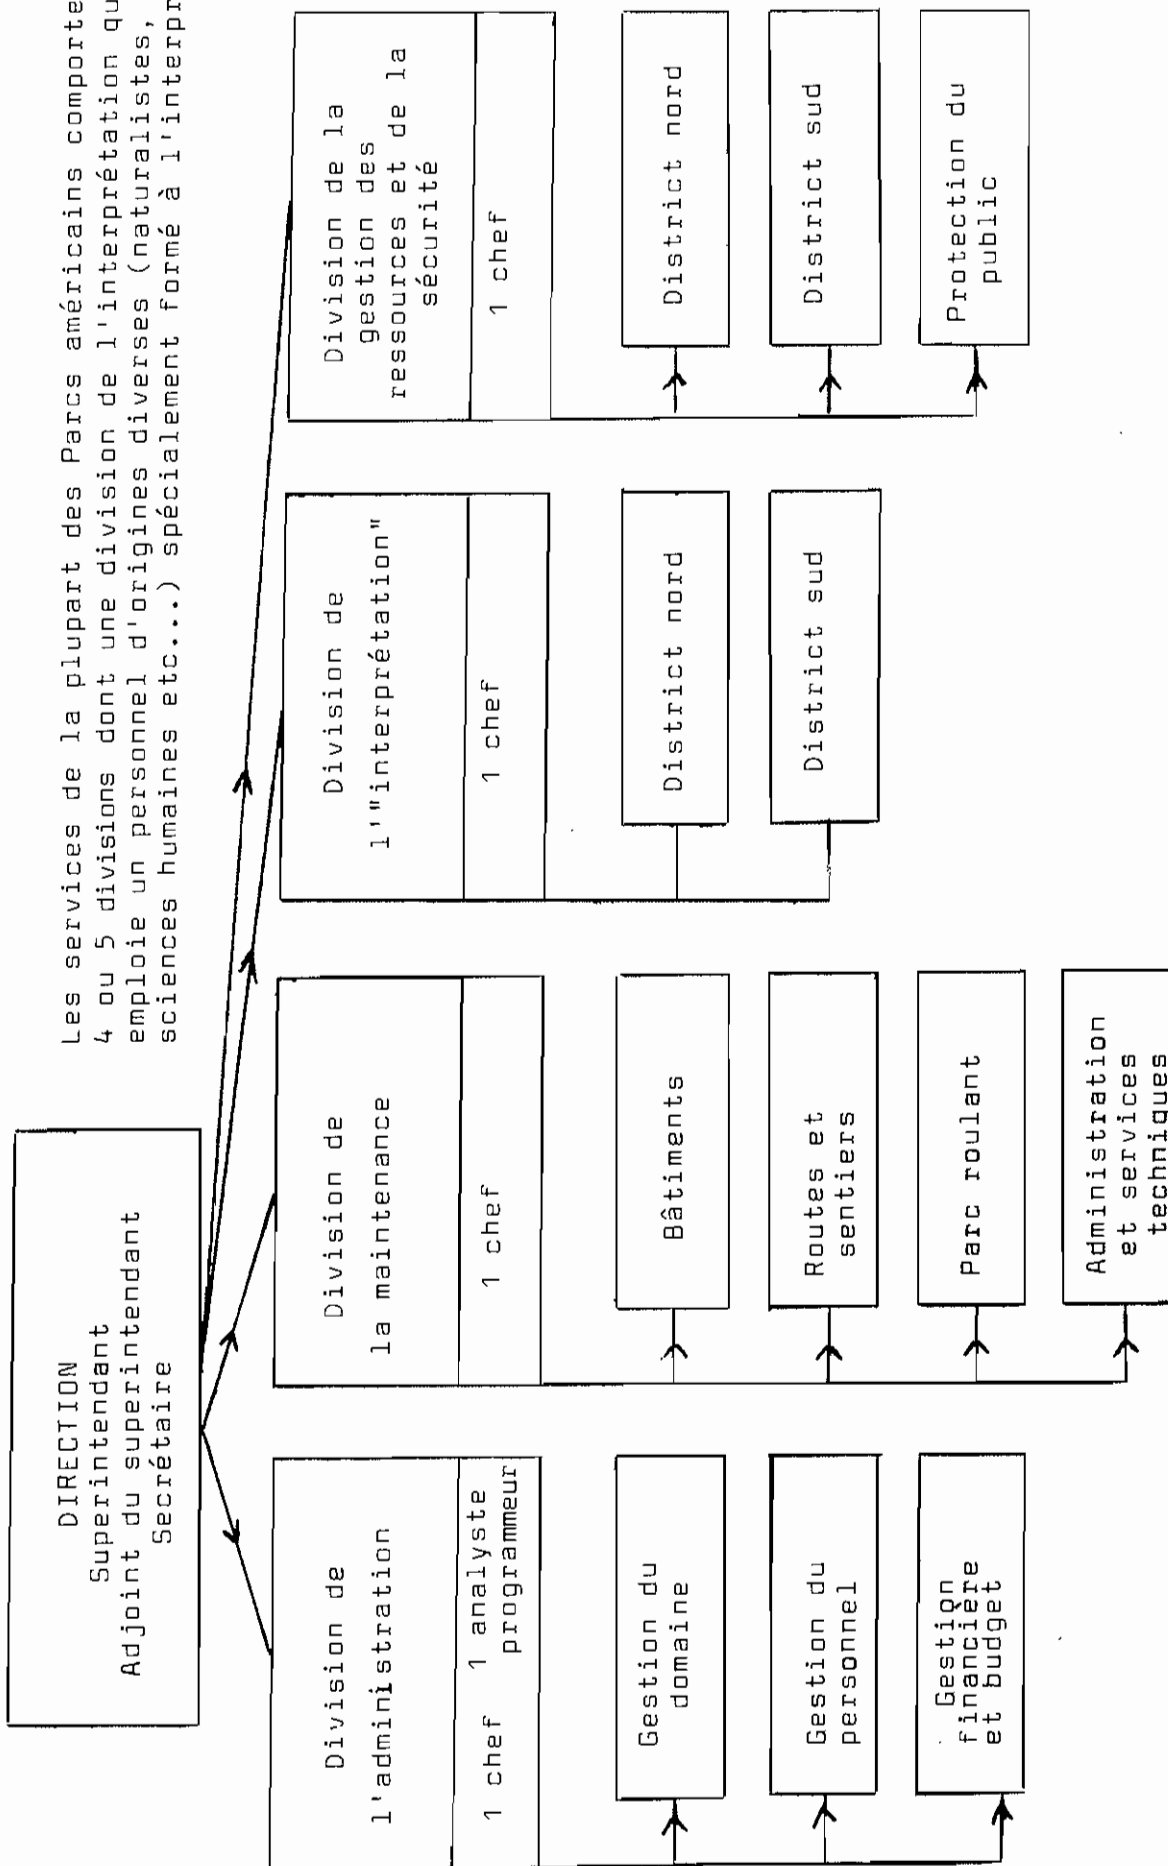 Les services de la plupart des Parcs américains comporte
4 ou 5 divisions dont une division de l'interprétation qu
emploie un personnel d'origines diverses (naturalistes,
sciences humaines etc...) spécialement formé à l'interpr
DIRECTION
Superintendant
Adjoint du superintendant
Secrétaire
Division de
l'administration
1 chef 1 analyste
programmeur
Gestion du
domaine
Gestion du
personnel
Gestion
financière
et budget
Division de
la maintenance
1 chef
Bâtiments
Routes et
sentiers
Parc roulant
Administration
et services
techniques
Division de
l'"interprétation"
1 chef
District nord
District sud
Division de la
gestion des
ressources et de la
sécurité
1 chef
District nord
District sud
Protection du
public